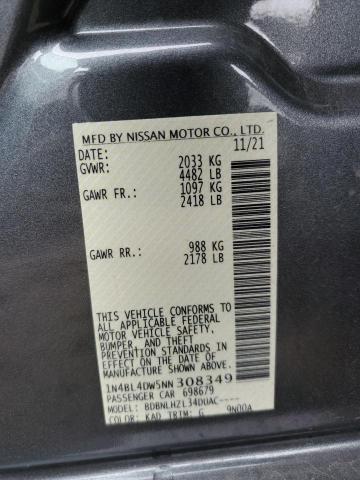 MFD BY NISSAN MOTOR CO., LTD.
DATE: 11/21
GVWR: 2033 KG
4482 LB
GAWR FR.: 1097 KG
2418 LB
GAWR RR.: 988 KG
2178 LB
THIS VEHICLE CONFORMS TO
ALL APPLICABLE FEDERAL
MOTOR VEHICLE SAFETY,
BUMPER, AND THEFT
PREVENTION STANDARDS IN
EFFECT ON THE DATE OF
MANUFACTURE SHOWN ABOVE.
1N4BL4DW5NN308349
PASSENGER CAR 698679
MODEL: BDBNLHZL34DUAC----
COLOR: KAD TRIM: G 9N00A